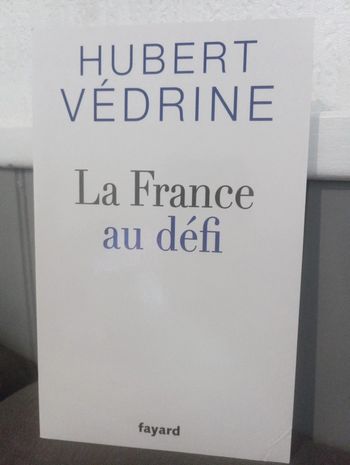 HUBERT
VÉDRINE
La France
au défi
fayard